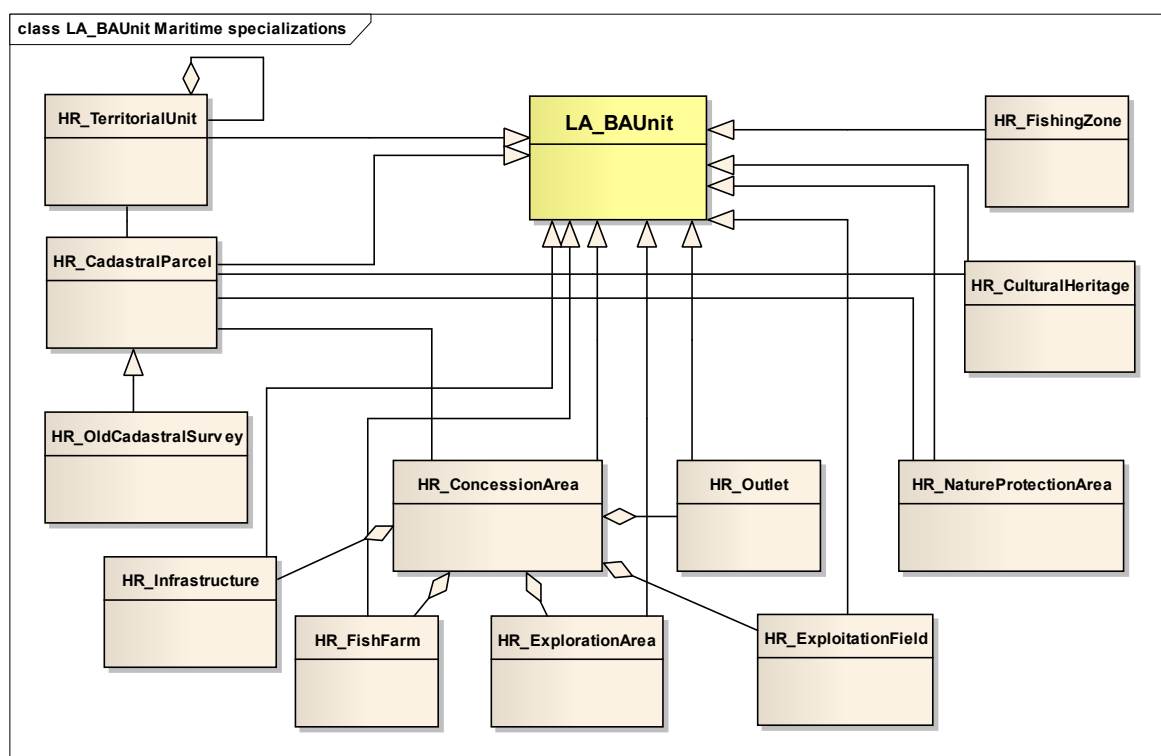 class LA_BAUnit Maritime specializations
HR_TerritorialUnit
LA_BAUnit
HR_FishingZone
HR_CadastralParcel
HR_CulturalHeritage
HR_OldCadastralSurvey
HR_ConcessionArea
HR_Outlet
HR_NatureProtectionArea
HR_Infrastructure
HR_FishFarm
HR_ExplorationArea
HR_ExploitationField